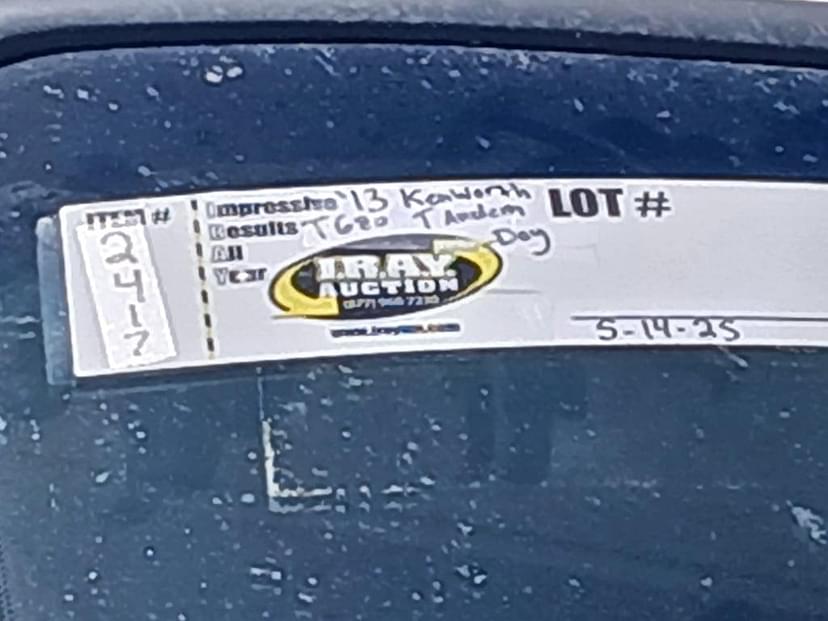 ITEM #
2
4
1
7
Impressive '13 Kenworth
Results T680 TAndem
All Day
Year
I.R.A.Y.
AUCTION
LOT #
5-14-25